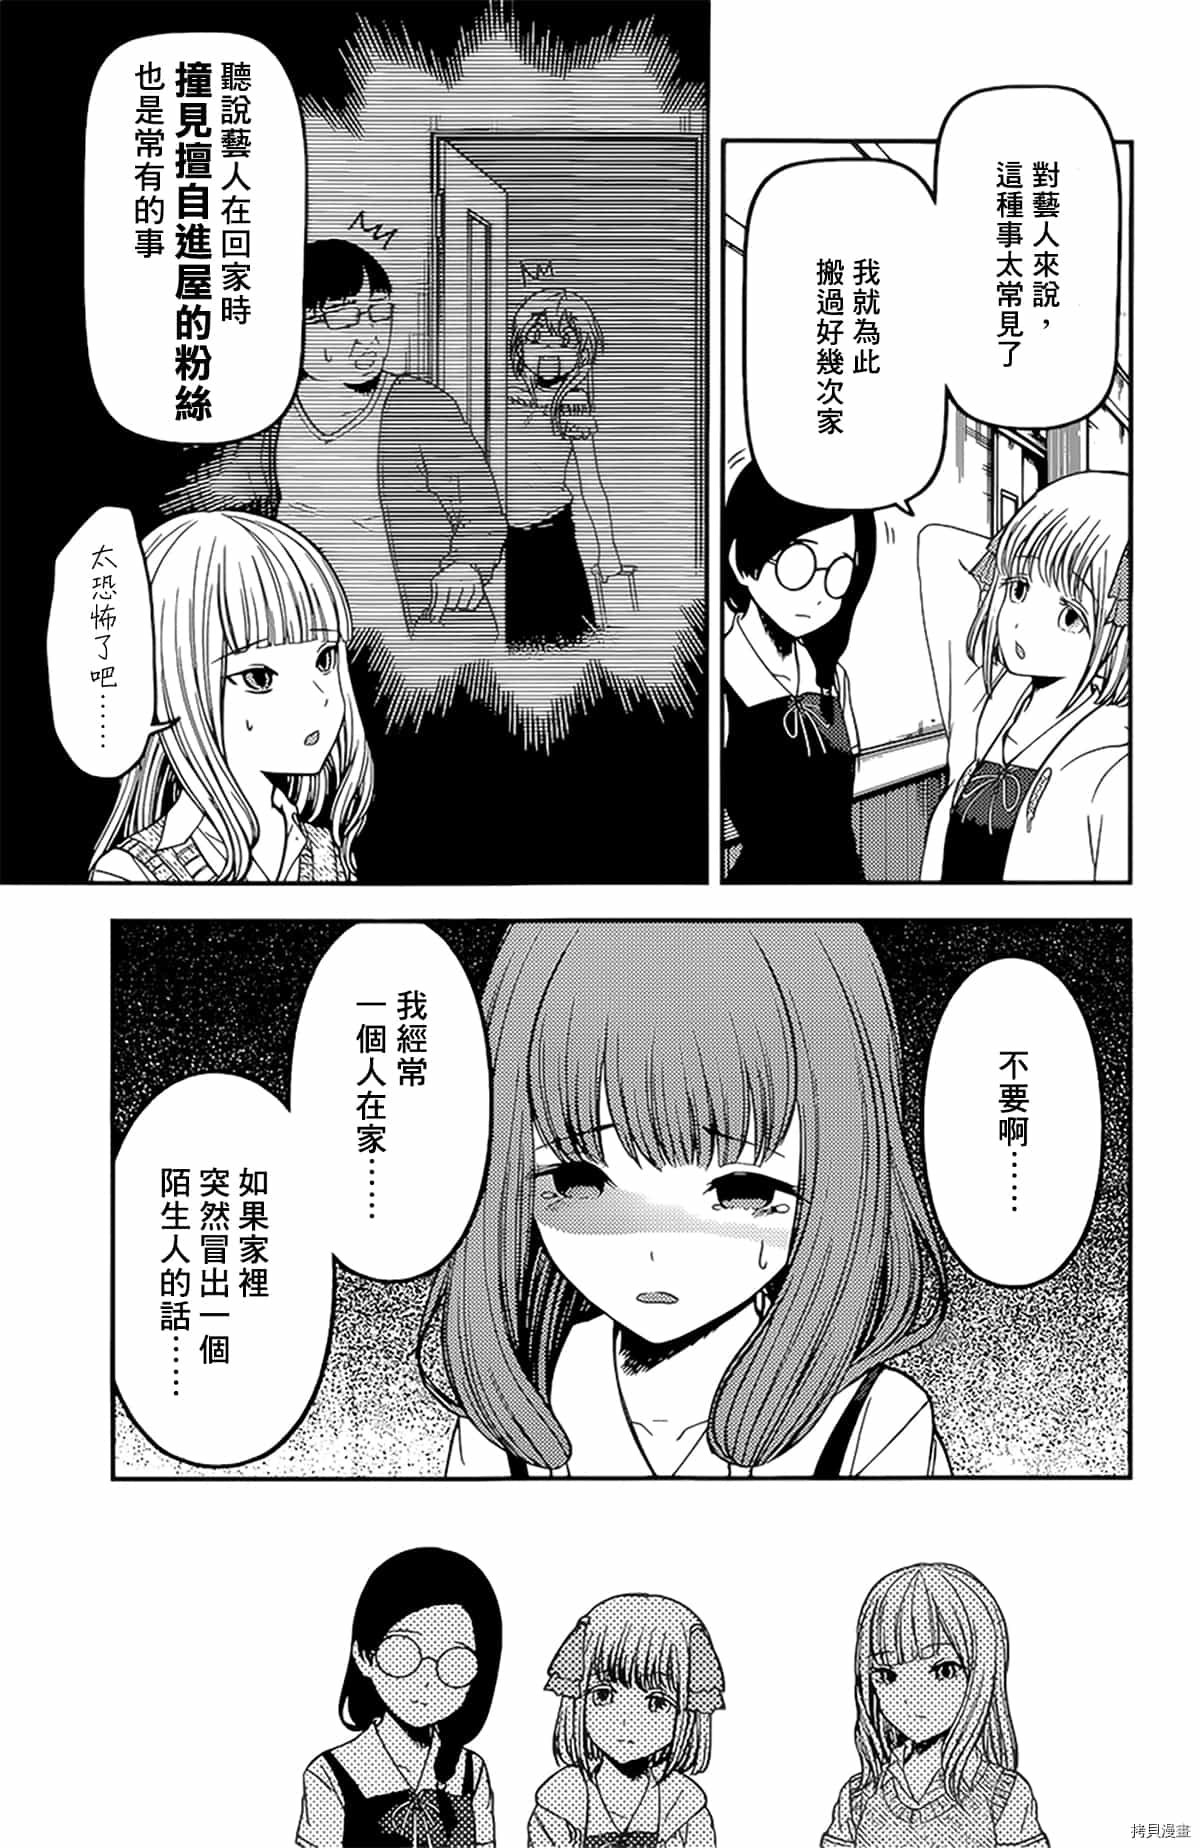 對藝人來說，
這種事太常見了
我就為此
搬過好幾次家
聽說藝人在回家時
撞見擅自進屋的粉絲
也是常有的事
太恐怖了吧……
不要啊……
我經常
一個人在家……
如果家裡
突然冒出一個
陌生人的話……
拷貝漫畫